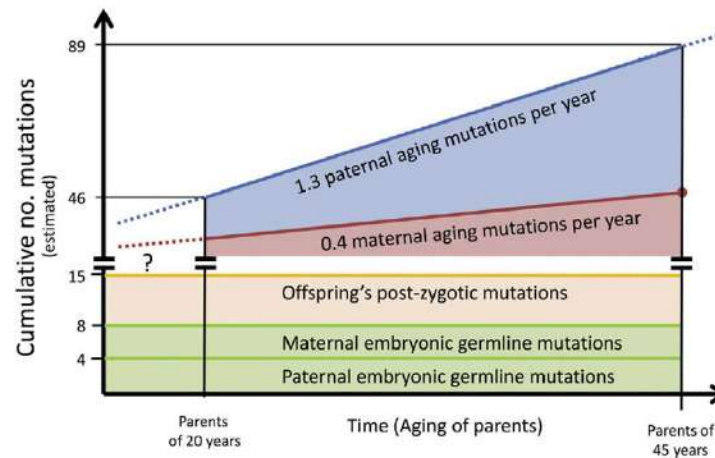 Cumulative no. mutations
(estimated)
89
46
15
8
4
1.3 paternal aging mutations per year
0.4 maternal aging mutations per year
?
Offspring's post-zygotic mutations
Maternal embryonic germline mutations
Paternal embryonic germline mutations
Parents
of 20 years
Time (Aging of parents)
Parents of
45 years